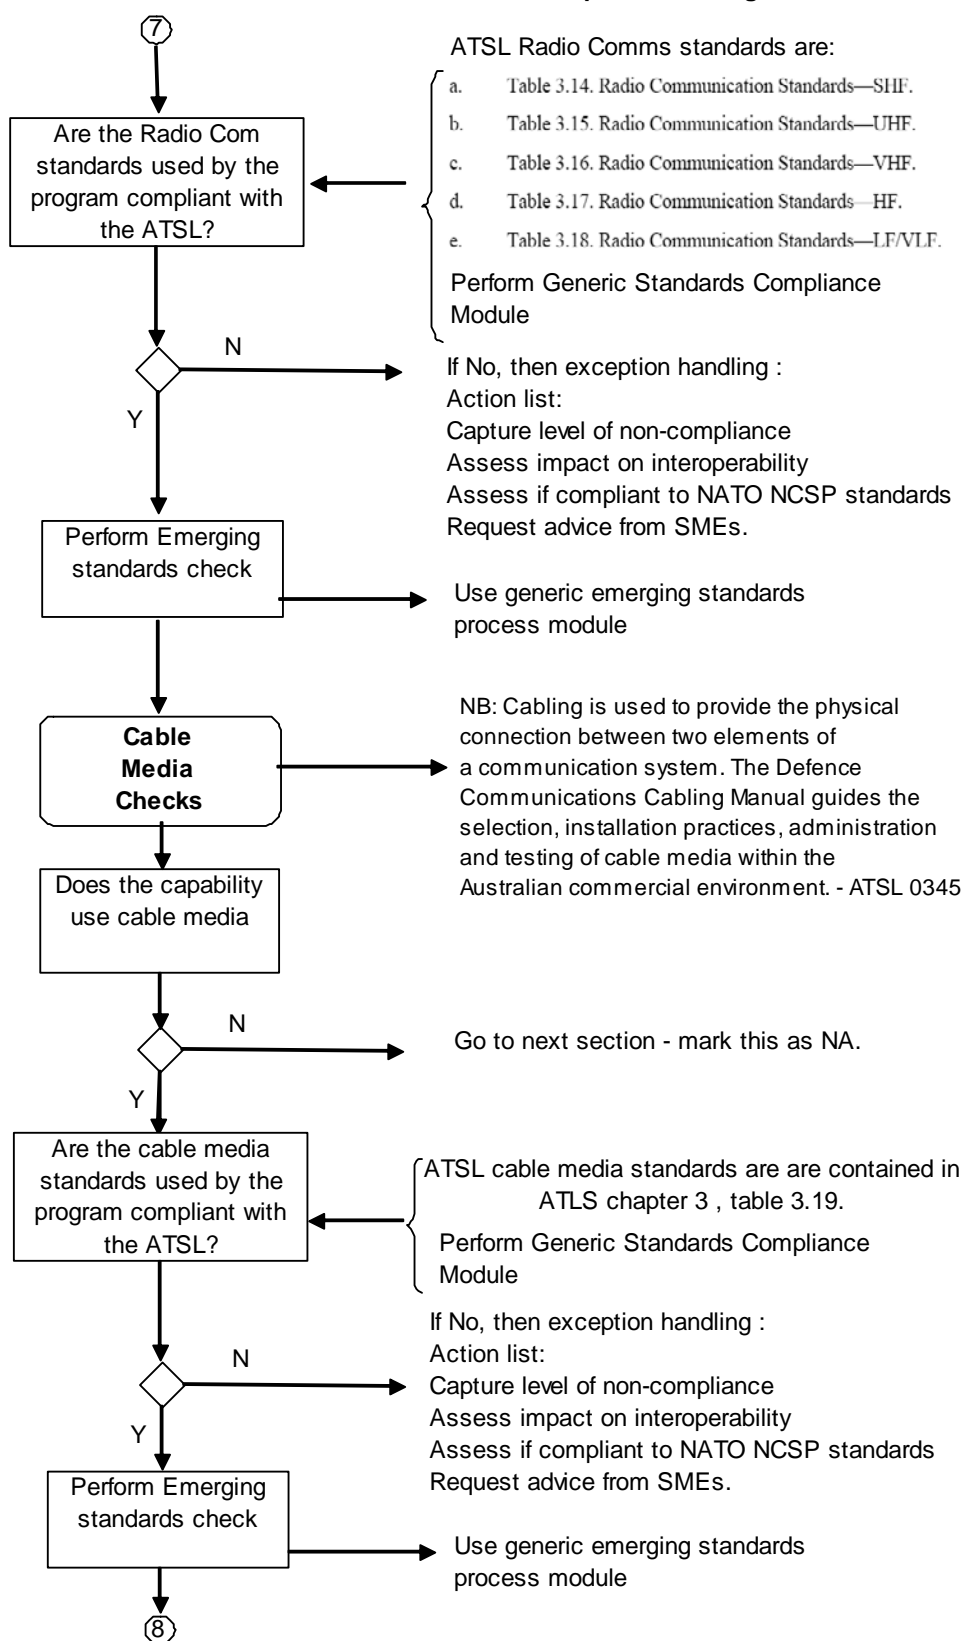 7
ATSL Radio Comms standards are:
a. Table 3.14. Radio Communication Standards—SHF.
b. Table 3.15. Radio Communication Standards—UHF.
c. Table 3.16. Radio Communication Standards—VHF.
d. Table 3.17. Radio Communication Standards—HF.
e. Table 3.18. Radio Communication Standards—LF/VLF.
Perform Generic Standards Compliance
Module
Are the Radio Com
standards used by the
program compliant with
the ATSL?
N
Y
If No, then exception handling :
Action list:
Capture level of non-compliance
Assess impact on interoperability
Assess if compliant to NATO NCSP standards
Request advice from SMEs.
Perform Emerging
standards check
Use generic emerging standards
process module
Cable
Media
Checks
NB: Cabling is used to provide the physical
connection between two elements of
a communication system. The Defence
Communications Cabling Manual guides the
selection, installation practices, administration
and testing of cable media within the
Australian commercial environment. - ATSL 0345
Does the capability
use cable media
N
Go to next section - mark this as NA.
Y
Are the cable media
standards used by the
program compliant with
the ATSL?
ATSL cable media standards are are contained in
ATLS chapter 3 , table 3.19.
Perform Generic Standards Compliance
Module
N
Y
If No, then exception handling :
Action list:
Capture level of non-compliance
Assess impact on interoperability
Assess if compliant to NATO NCSP standards
Request advice from SMEs.
Perform Emerging
standards check
Use generic emerging standards
process module
8